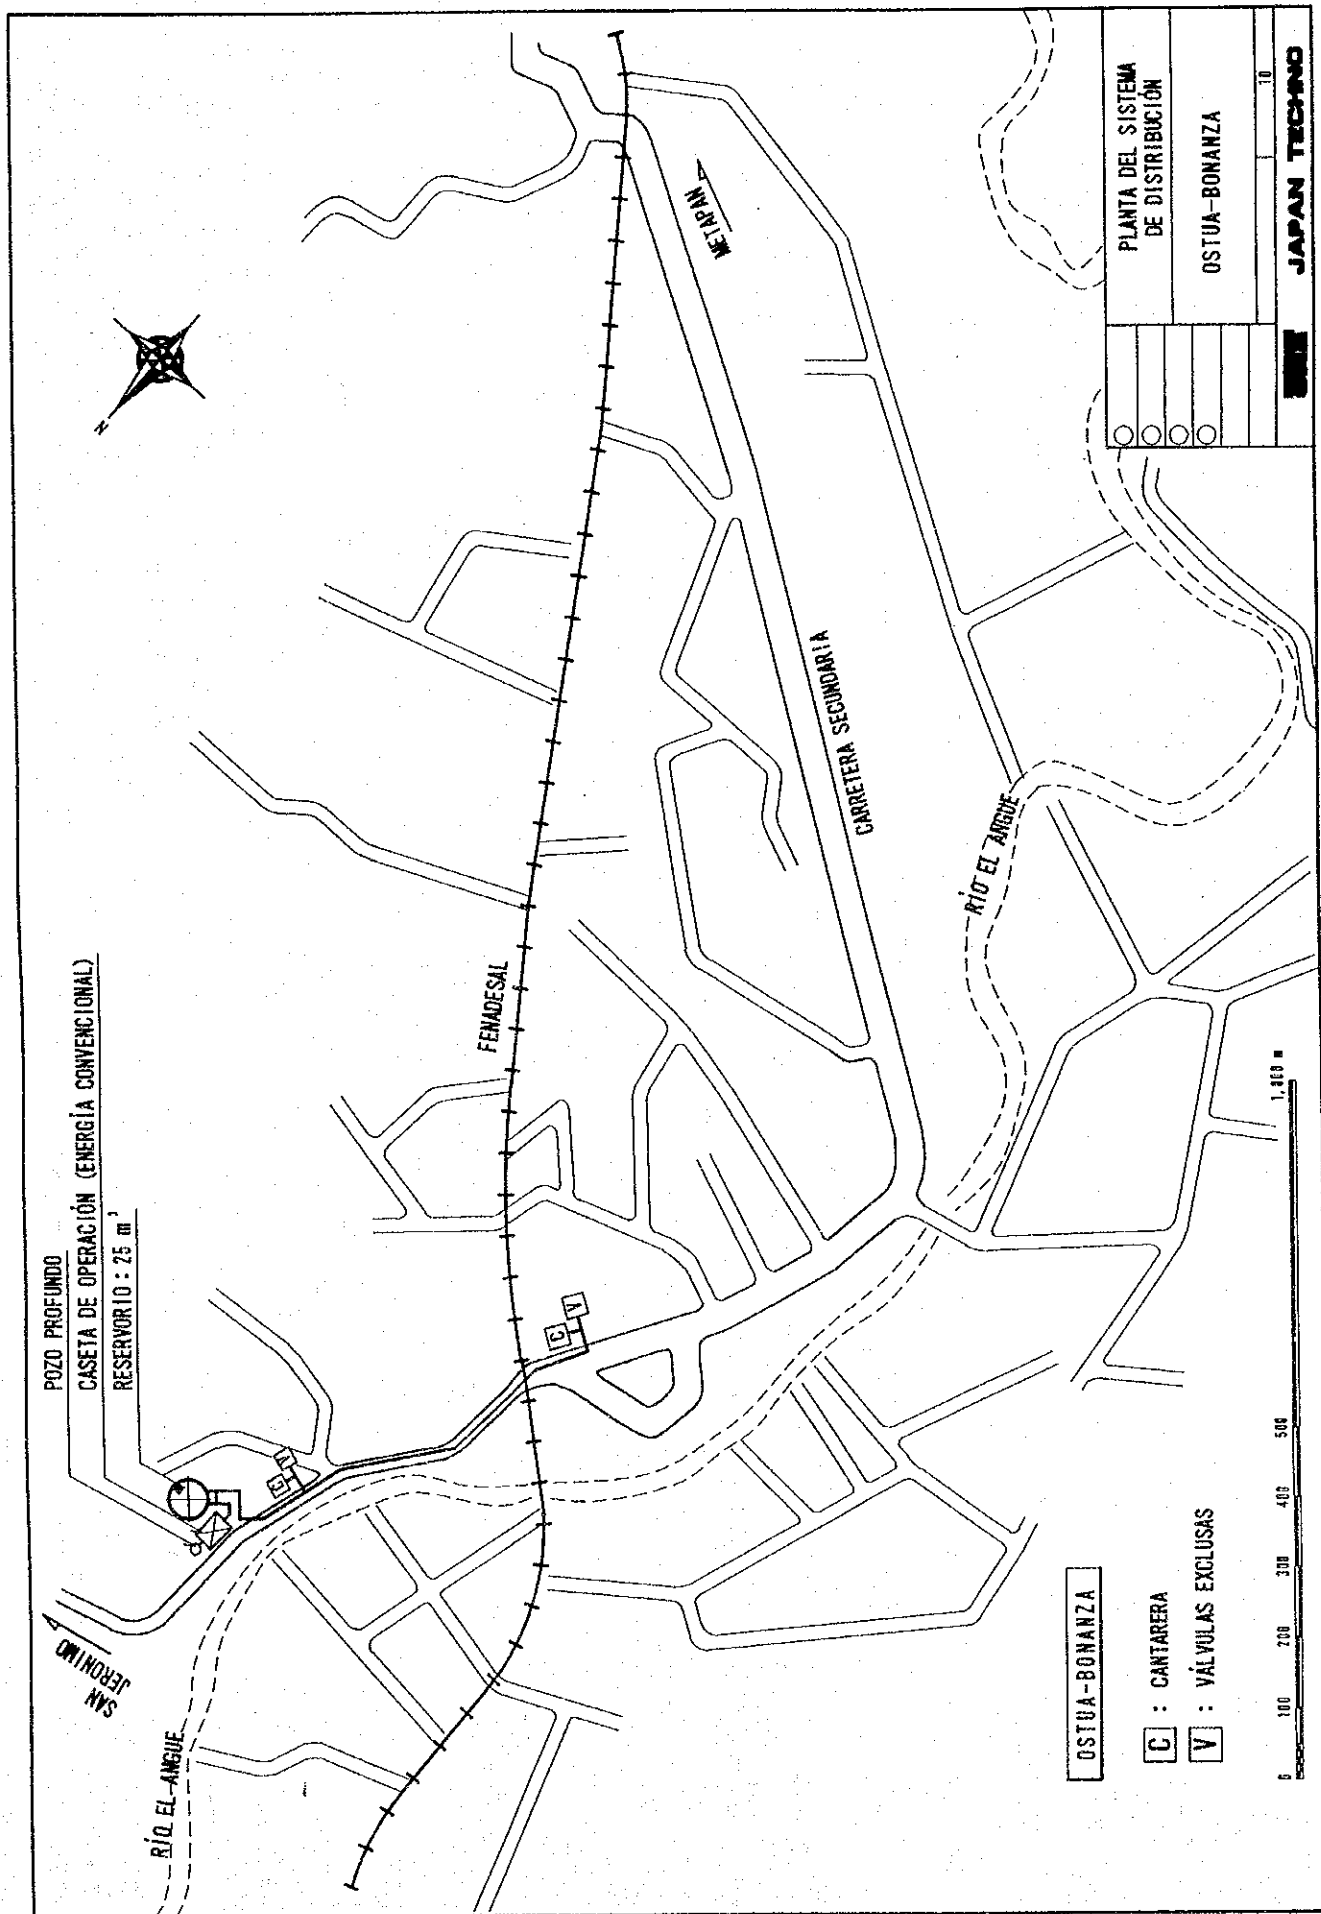 POZO PROFUNDO
CASETA DE OPERACIÓN (ENERGÍA CONVENCIONAL)
RESERVORIO : 25 m³
N
SAN
JERONIMO
RÍO EL ANGUE
C
V
C
V
FENADESAL
METAPAN
CARRETERA SECUNDARIA
RÍO EL ANGUE
OSTUA-BONANZA
C : CANTARERA
V : VÁLVULAS EXCLUSAS
0 100 200 300 400 500 1,000 m
PLANTA DEL SISTEMA
DE DISTRIBUCIÓN
OSTUA-BONANZA
10
JAPAN TECHNO